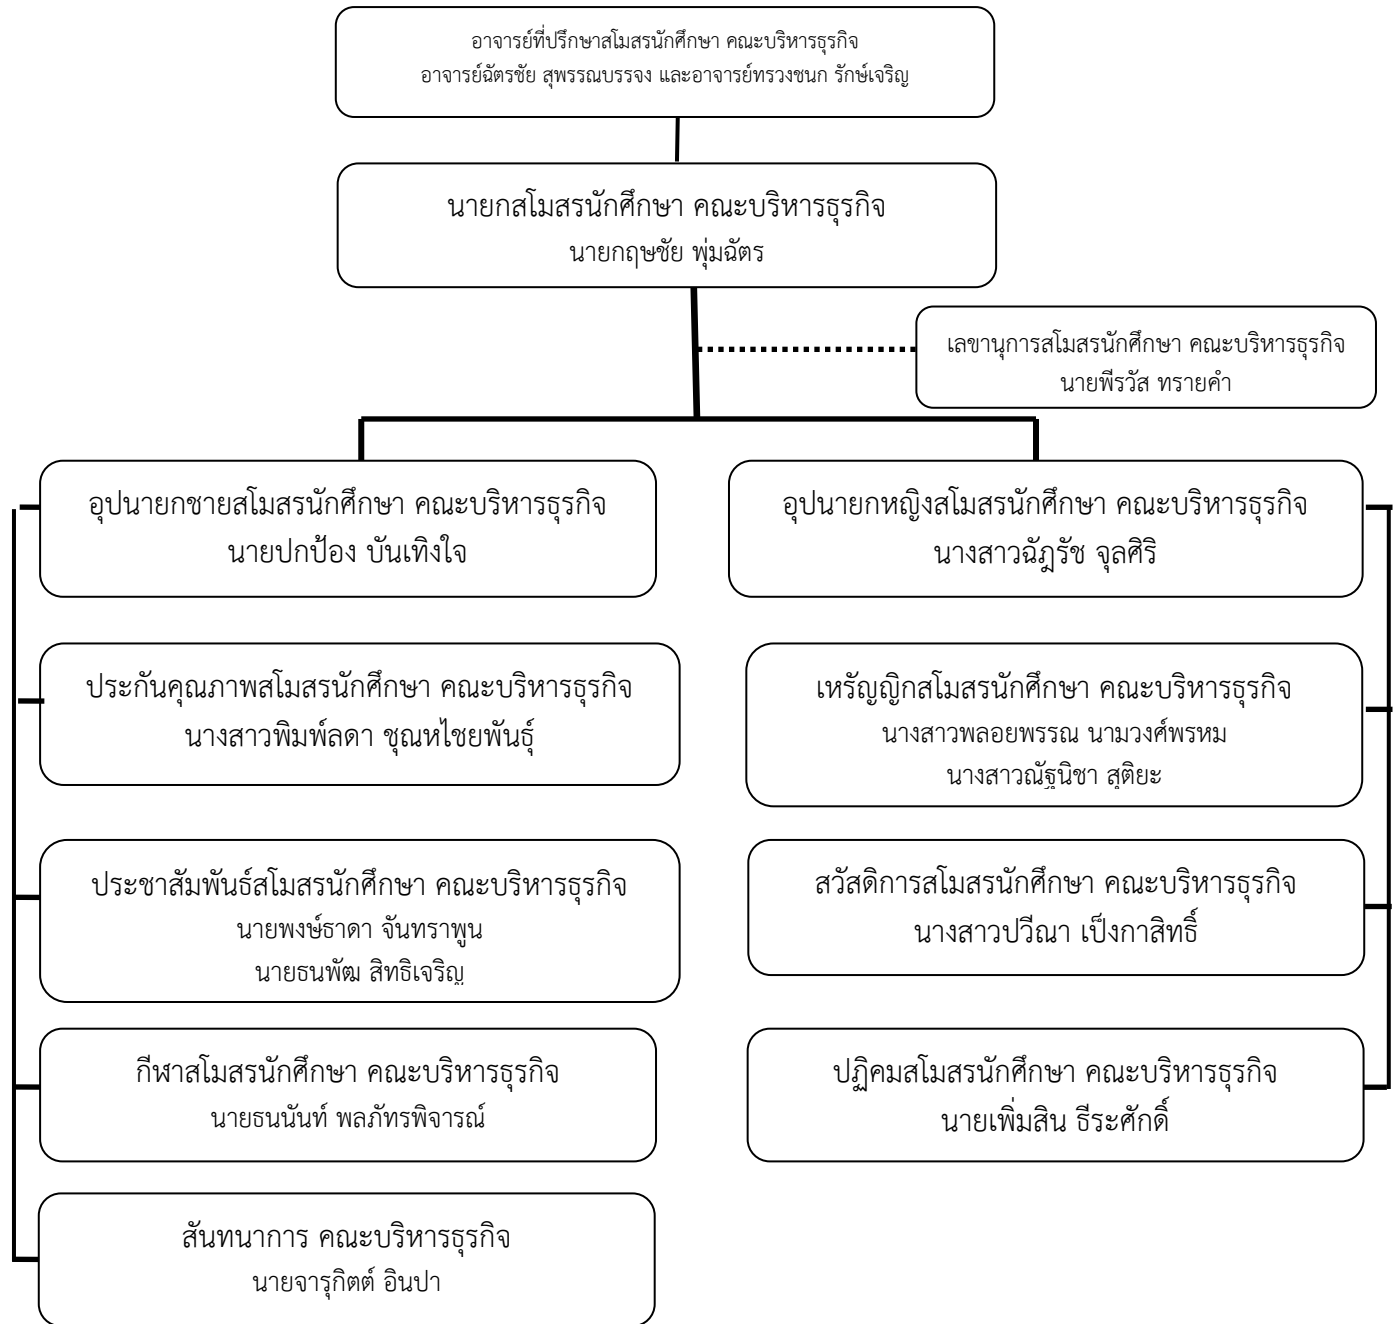 อาจารย์ที่ปรึกษาสโมสรนักศึกษา คณะบริหารธุรกิจ
อาจารย์ฉัตรชัย สุพรรณบรรจง และอาจารย์ทรวงชนก รักษ์เจริญ
นายกสโมสรนักศึกษา คณะบริหารธุรกิจ
นายกฤษชัย พุ่มฉัตร
เลขานุการสโมสรนักศึกษา คณะบริหารธุรกิจ
นายพีรวัส ทรายคำ
อุปนายกชายสโมสรนักศึกษา คณะบริหารธุรกิจ
นายปกป้อง บันเทิงใจ
อุปนายกหญิงสโมสรนักศึกษา คณะบริหารธุรกิจ
นางสาวฉัฎรัช จุลศิริ
ประกันคุณภาพสโมสรนักศึกษา คณะบริหารธุรกิจ
นางสาวพิมพ์ลดา ชุณหไชยพันธุ์
เหรัญญิกสโมสรนักศึกษา คณะบริหารธุรกิจ
นางสาวพลอยพรรณ นามวงศ์พรหม
นางสาวณัฐนิชา สุติยะ
ประชาสัมพันธ์สโมสรนักศึกษา คณะบริหารธุรกิจ
นายพงษ์ธาดา จันทราพูน
นายธนพัฒ สิทธิเจริญ
สวัสดิการสโมสรนักศึกษา คณะบริหารธุรกิจ
นางสาวปวีณา เป็งกาสิทธิ์
กีฬาสโมสรนักศึกษา คณะบริหารธุรกิจ
นายธนนันท์ พลภัทรพิจารณ์
ปฏิคมสโมสรนักศึกษา คณะบริหารธุรกิจ
นายเพิ่มสิน ธีระศักดิ์
สันทนาการ คณะบริหารธุรกิจ
นายจารุกิตต์ อินปา